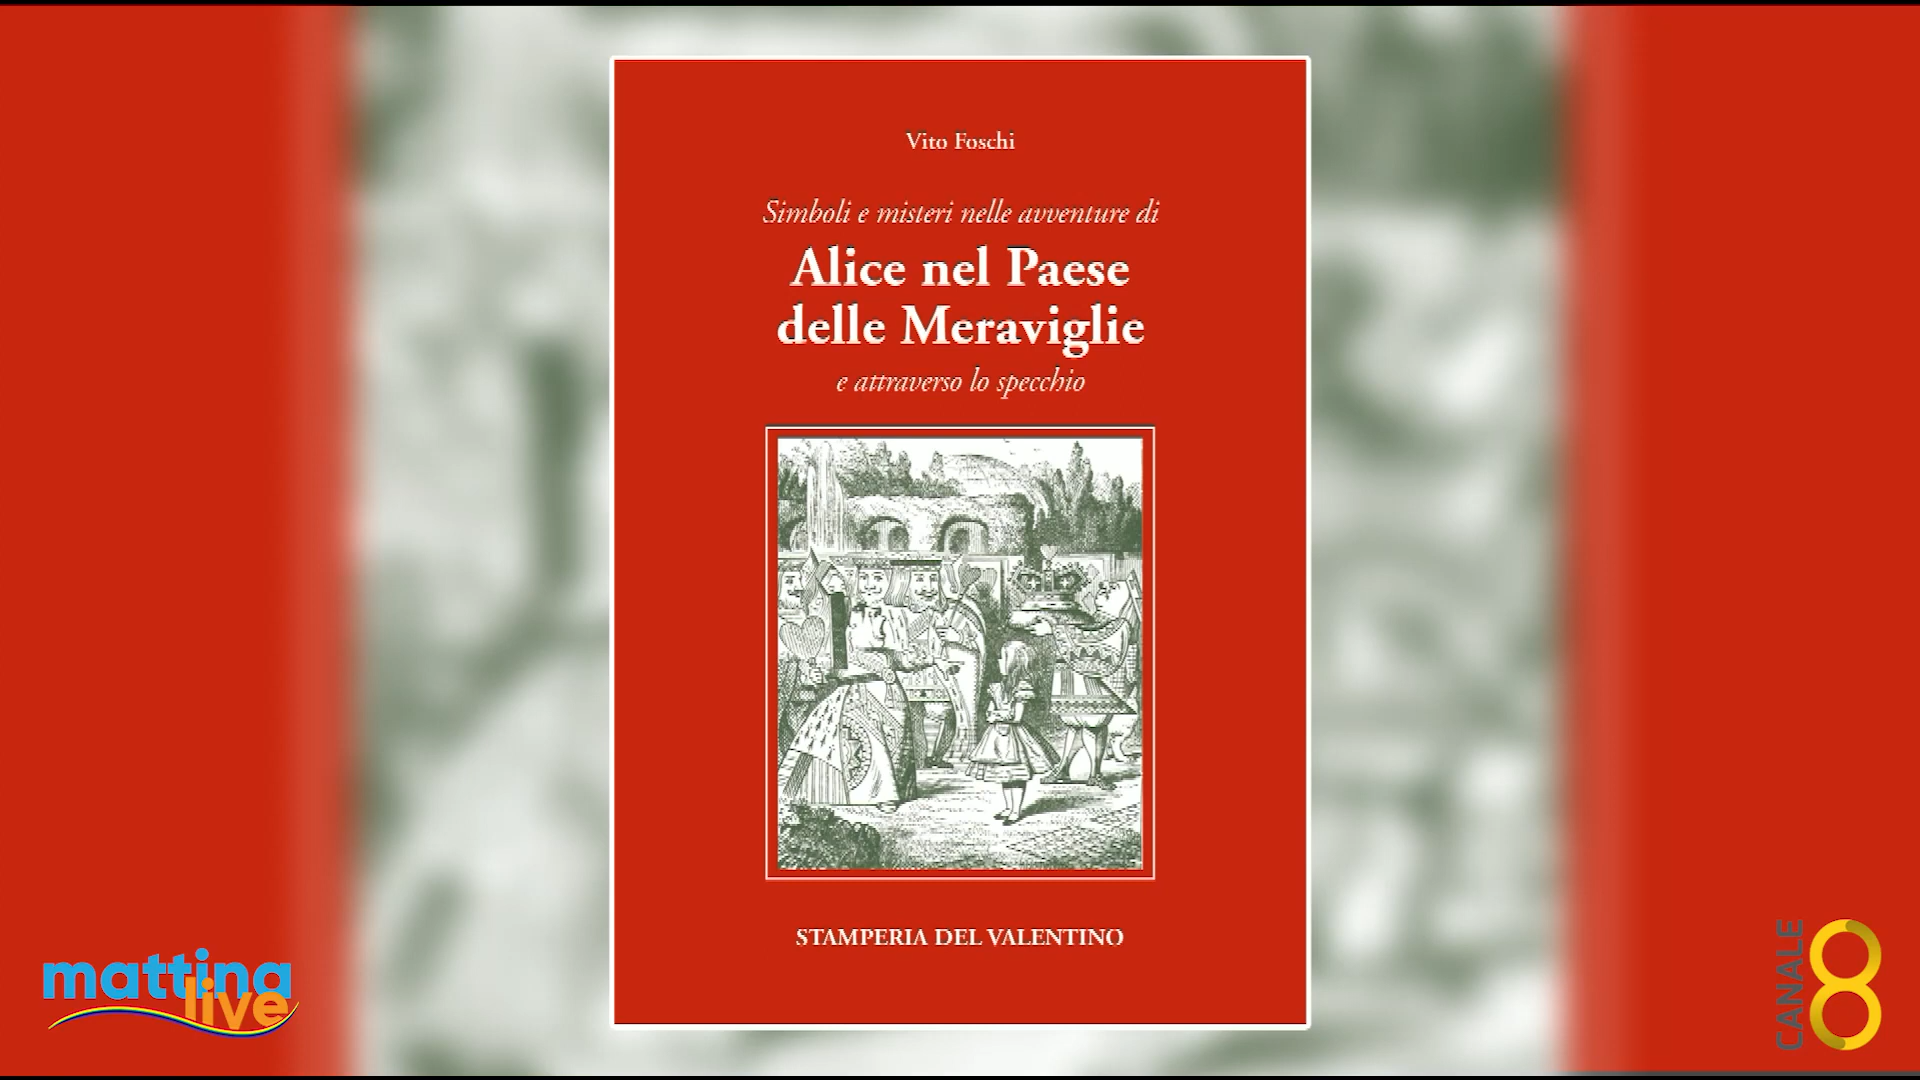 Vito Foschi
Simboli e misteri nelle avventure di
Alice nel Paese
delle Meraviglie
e attraverso lo specchio
STAMPERIA DEL VALENTINO
mattina
live
CANALE
8